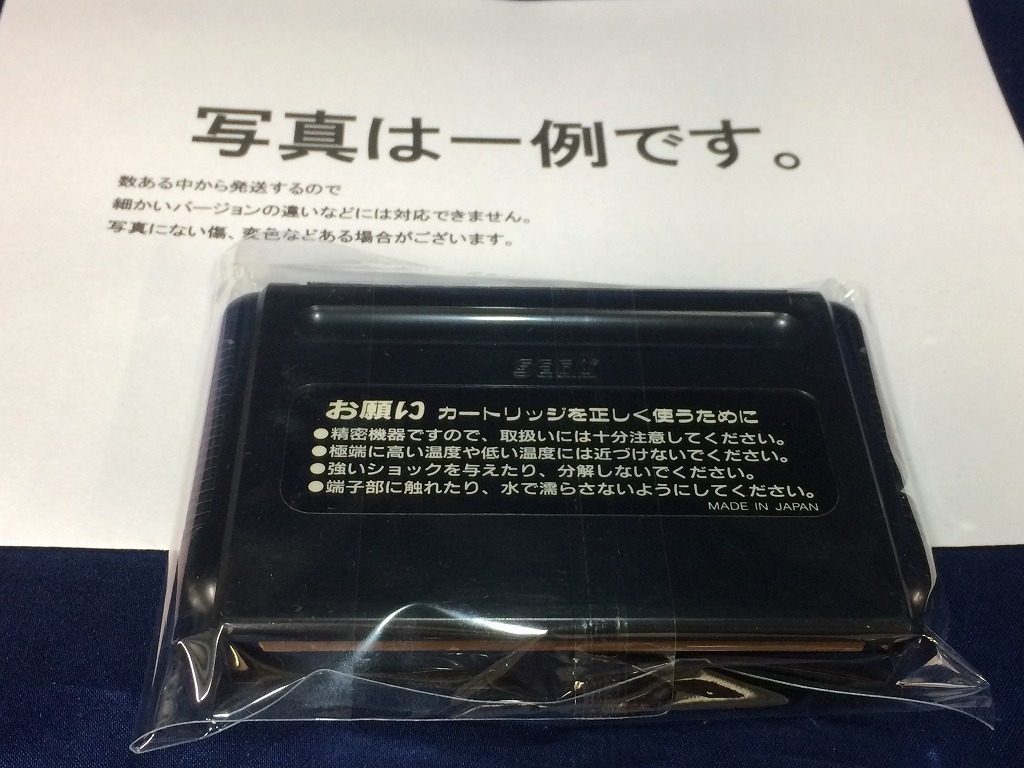 写真は一例です。
数ある中から発送するので
細かいバージョンの違いなどには対応できません。
写真にない傷、変色などある場合がございます。
SEGA
お願い カートリッジを正しく使うために
●精密機器ですので、取扱いには十分注意してください。
●極端に高い温度や低い温度には近づけないでください。
●強いショックを与えたり、分解しないでください。
●端子部に触れたり、水で濡らさないようにしてください。
MADE IN JAPAN